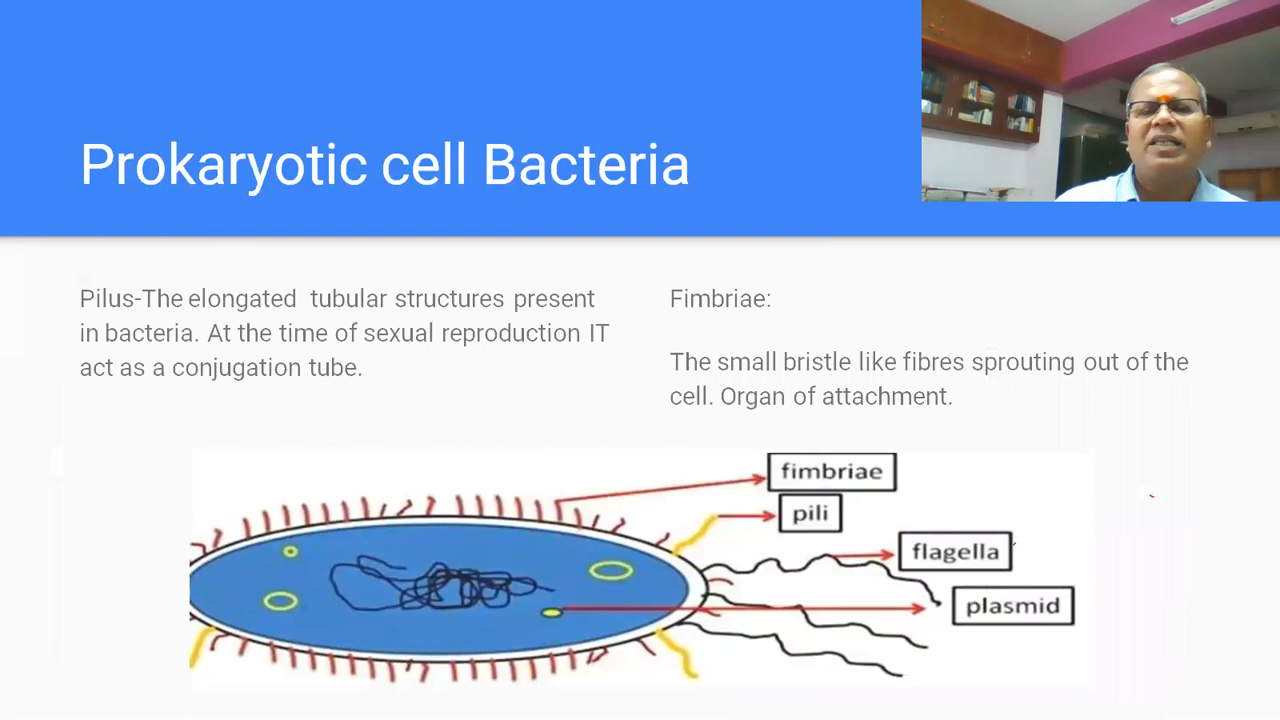 Prokaryotic cell Bacteria
Pilus-The elongated tubular structures present
in bacteria. At the time of sexual reproduction IT
act as a conjugation tube.
Fimbriae:
The small bristle like fibres sprouting out of the
cell. Organ of attachment.
fimbriae
pili
flagella
plasmid